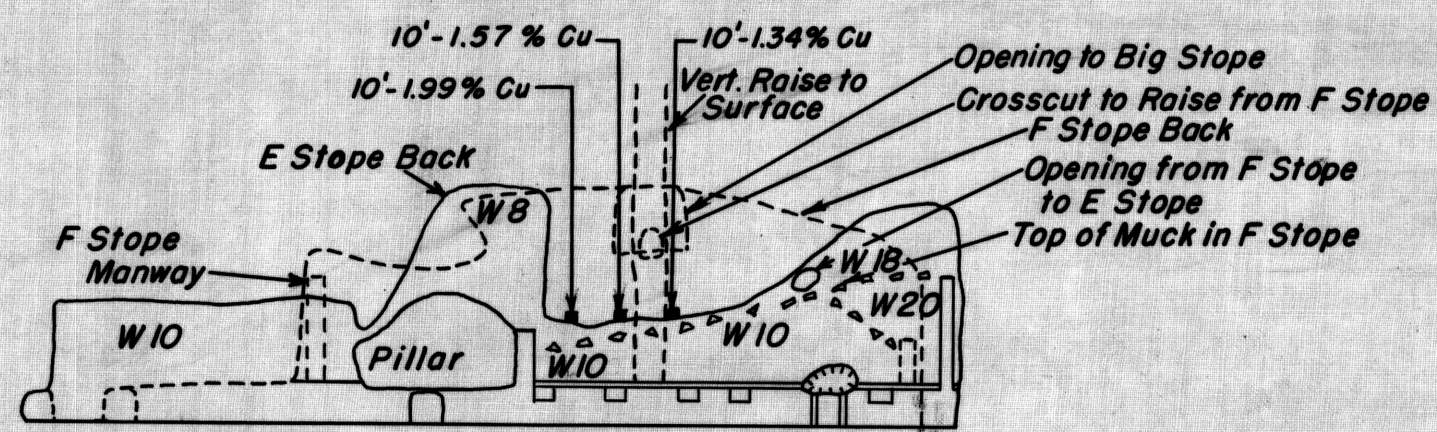 10'-1.57 % Cu
10'-1.34% Cu
10'-1.99% Cu
Vert. Raise to
Surface
Opening to Big Stope
Crosscut to Raise from F Stope
F Stope Back
Opening from F Stope
to E Stope
Top of Muck in F Stope
E Stope Back
W8
F Stope
Manway
W18
W20
W10
Pillar
W10
W10